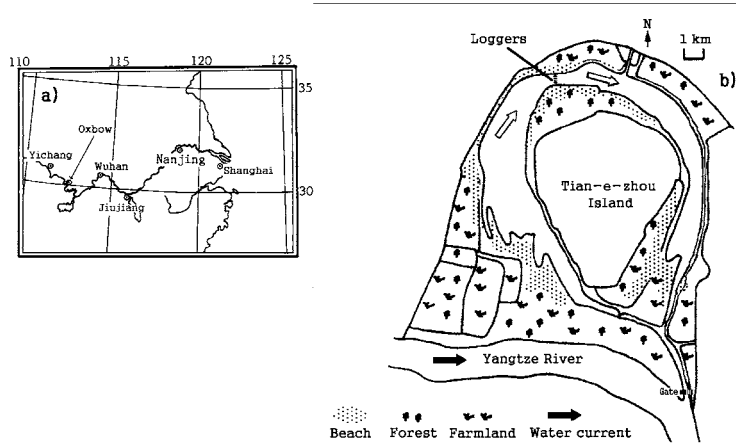 110 115 120 125
35
30
a)
Oxbow
Yichang
Wuhan
Nanjing
Shanghai
Jiujiang
N
1 km
b)
Loggers
Tian-e-zhou
Island
Yangtze River
Gate
Beach Forest Farmland Water current